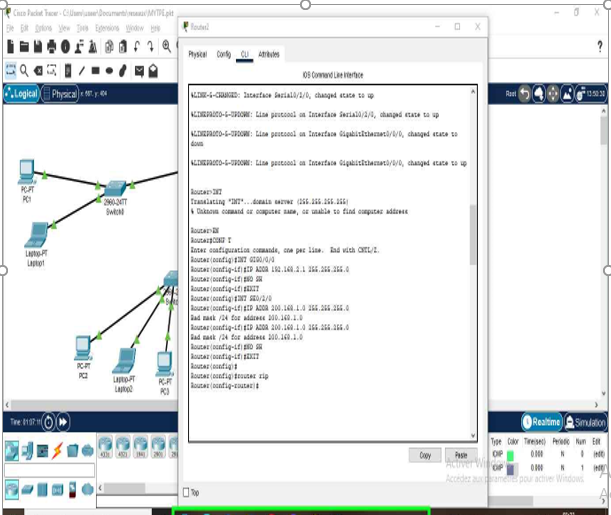 Cisco Packet Tracer - C:\Users\user\Documents\reseaux\MYTPE.pkt
File Edit Options View Tools Extensions Window Help
Logical Physical x: 687, y: 404
Root 13:50:30
PC-PT
PC1
2960-24TT
Switch0
Laptop-PT
Laptop1
PC-PT
PC2
Laptop-PT
Laptop2
PC-PT
PC3
Router2
Physical Config CLI Attributes
IOS Command Line Interface
%LINK-5-CHANGED: Interface Serial0/2/0, changed state to up
%LINEPROTO-5-UPDOWN: Line protocol on Interface Serial0/2/0, changed state to up
%LINEPROTO-5-UPDOWN: Line protocol on Interface GigabitEthernet0/0/0, changed state to
down
%LINEPROTO-5-UPDOWN: Line protocol on Interface GigabitEthernet0/0/0, changed state to up
Router>INT
Translating "INT"...domain server (255.255.255.255)
% Unknown command or computer name, or unable to find computer address
Router>EN
Router#CONF T
Enter configuration commands, one per line. End with CNTL/Z.
Router(config)#INT GIG0/0/0
Router(config-if)#IP ADDR 192.168.2.1 255.255.255.0
Router(config-if)#NO SH
Router(config-if)#EXIT
Router(config)#INT SE0/2/0
Router(config-if)#IP ADDR 200.168.1.0 255.255.255.0
Bad mask /24 for address 200.168.1.0
Router(config-if)#IP ADDR 200.168.1.0 255.255.255.0
Bad mask /24 for address 200.168.1.0
Router(config-if)#NO SH
Router(config-if)#EXIT
Router(config)#
Router(config)#router rip
Router(config-router)#
Copy Paste
Top
Time: 01:07:11
Realtime Simulation
4331 4321 1941 2901 29
Type Color Time(sec) Periodic Num Edit
ICMP 0.000 N 0 (edit)
ICMP 0.000 N 1 (edit)
Activer Windows
Accédez aux paramètres pour activer Windows.